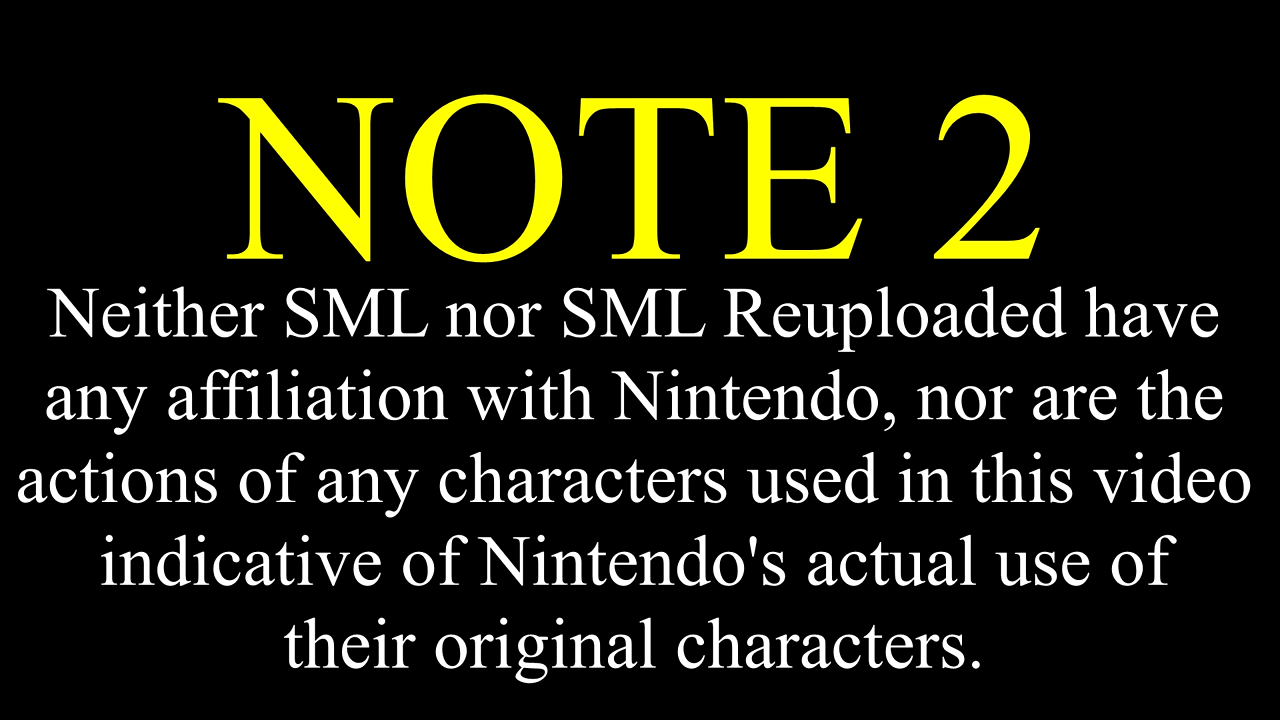 NOTE 2
Neither SML nor SML Reuploaded have
any affiliation with Nintendo, nor are the
actions of any characters used in this video
indicative of Nintendo's actual use of
their original characters.